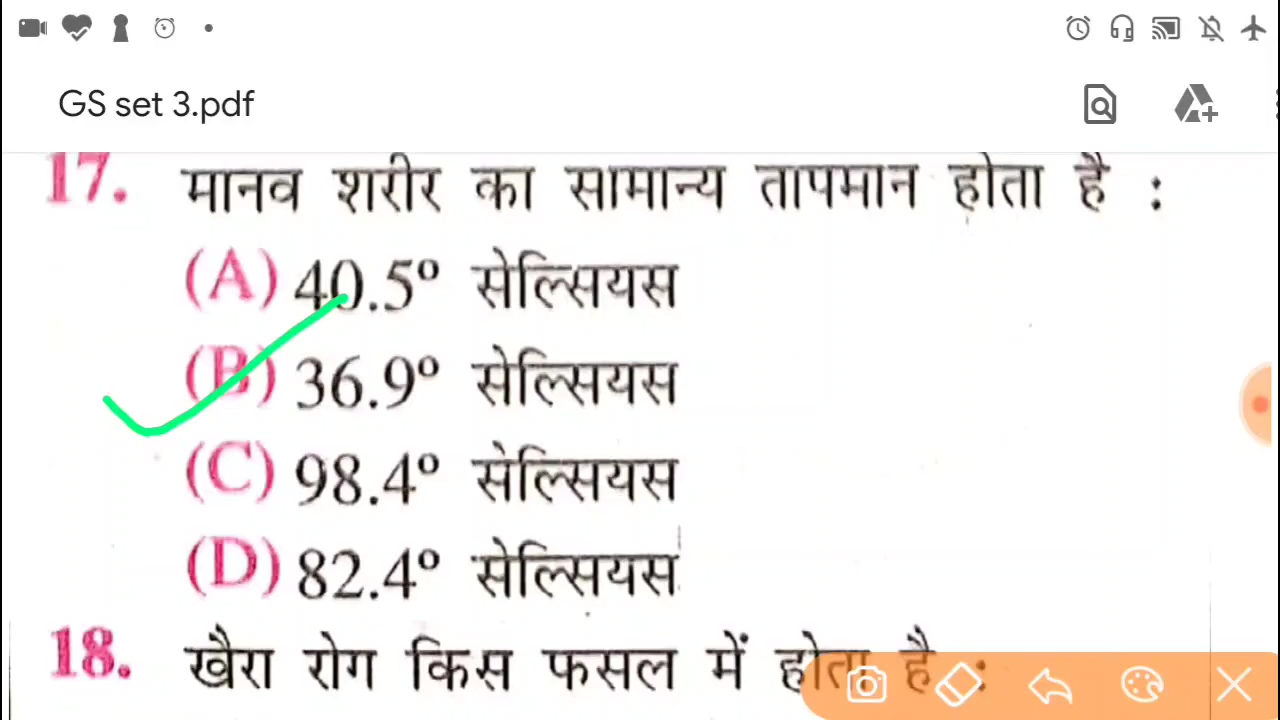 GS set 3.pdf
17. मानव शरीर का सामान्य तापमान होता है :
(A) 40.5° सेल्सियस
(B) 36.9° सेल्सियस
(C) 98.4° सेल्सियस
(D) 82.4° सेल्सियस
18. खैरा रोग किस फसल में होता है :